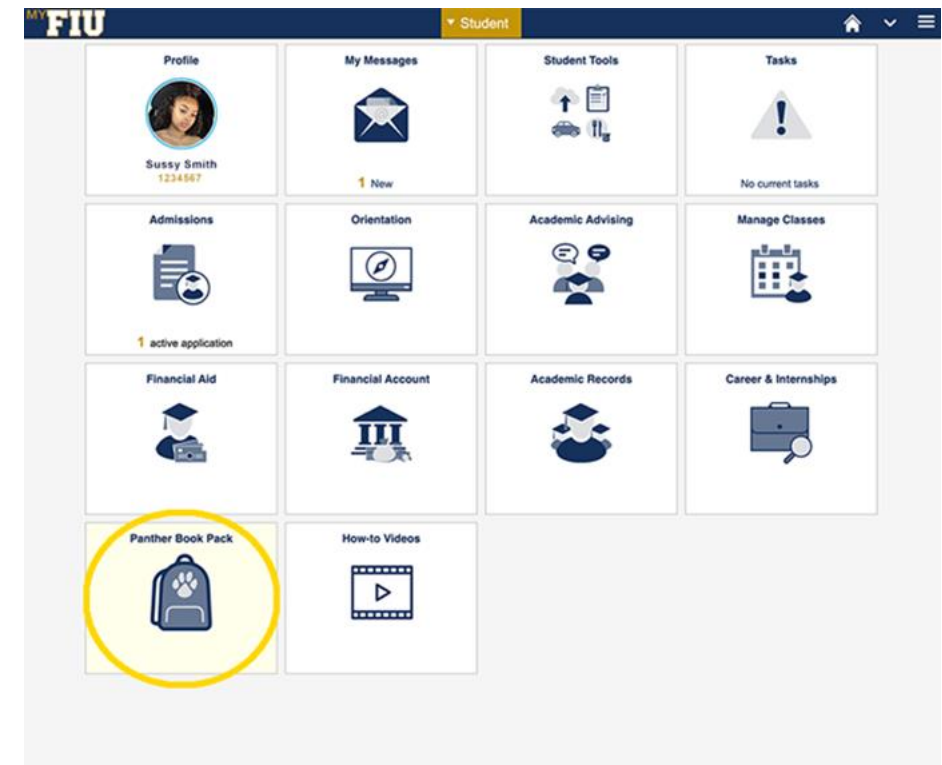 MY FIU
Student
Profile
My Messages
Student Tools
Tasks
Sussy Smith
1234567
1 New
No current tasks
Admissions
Orientation
Academic Advising
Manage Classes
1 active application
Financial Aid
Financial Account
Academic Records
Career & Internships
Panther Book Pack
How-to Videos